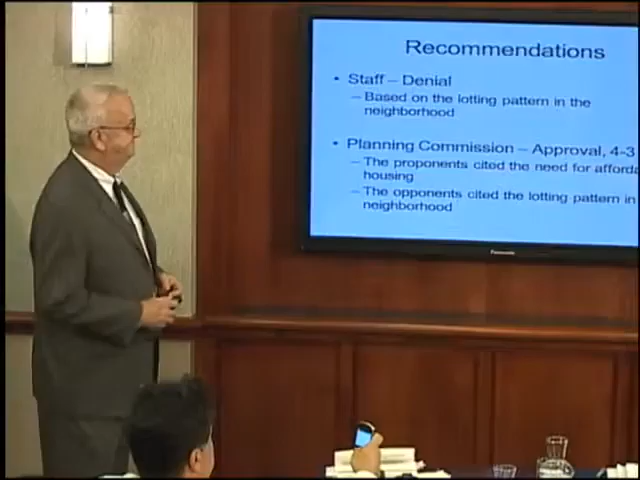 Recommendations
• Staff – Denial
– Based on the lotting pattern in the
neighborhood
• Planning Commission – Approval, 4-3
– The proponents cited the need for afforda
housing
– The opponents cited the lotting pattern in
neighborhood
Panasonic